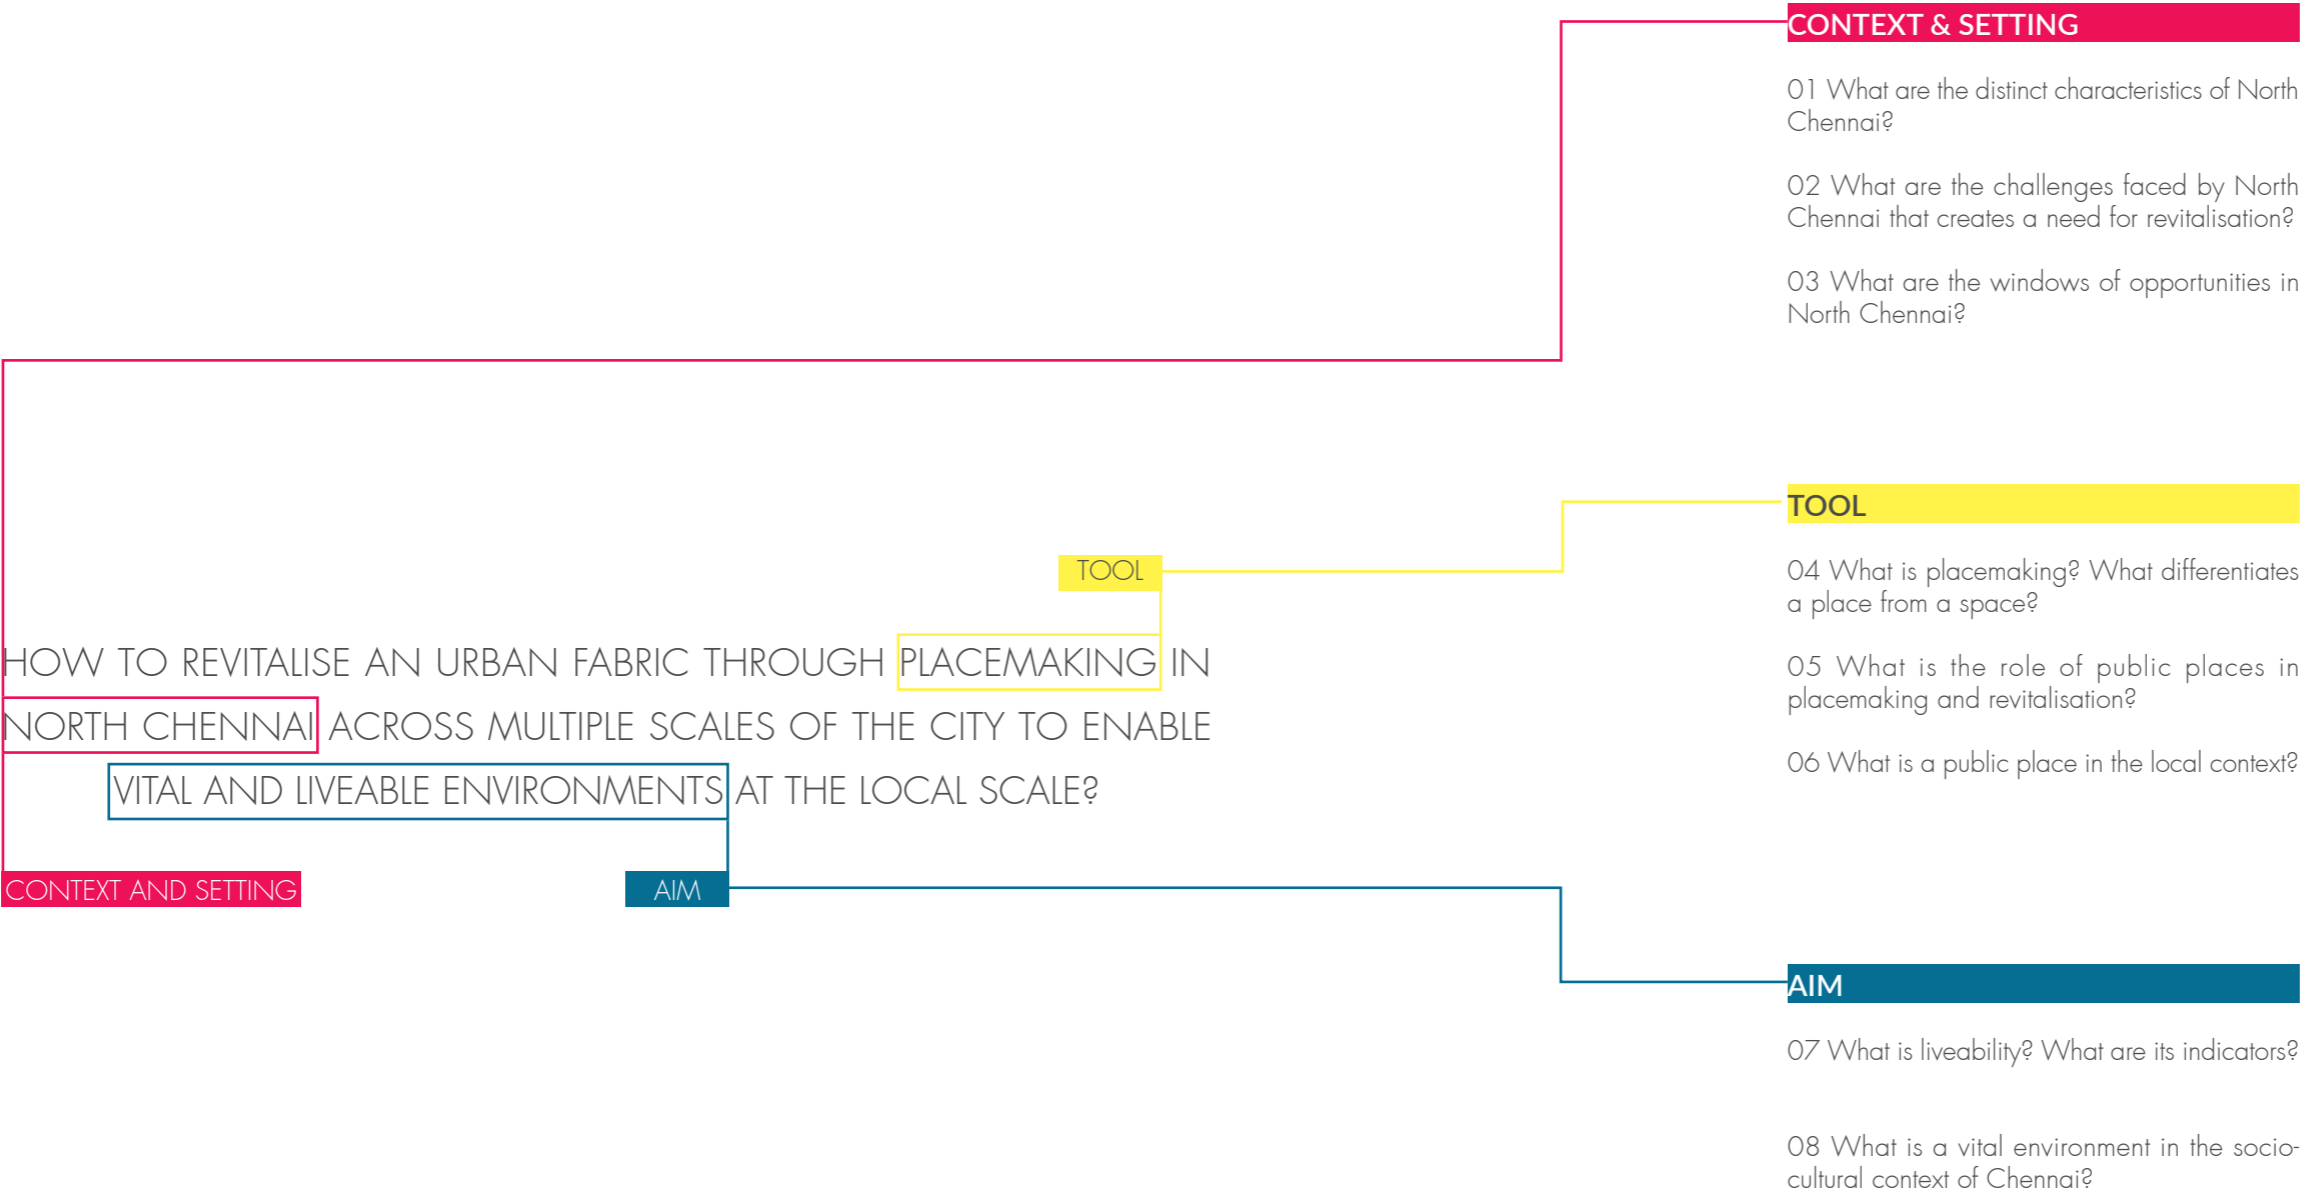 TOOL
HOW TO REVITALISE AN URBAN FABRIC THROUGH PLACEMAKING IN
NORTH CHENNAI ACROSS MULTIPLE SCALES OF THE CITY TO ENABLE
VITAL AND LIVEABLE ENVIRONMENTS AT THE LOCAL SCALE?
CONTEXT AND SETTING
AIM
CONTEXT & SETTING
01 What are the distinct characteristics of North
Chennai?
02 What are the challenges faced by North
Chennai that creates a need for revitalisation?
03 What are the windows of opportunities in
North Chennai?
TOOL
04 What is placemaking? What differentiates
a place from a space?
05 What is the role of public places in
placemaking and revitalisation?
06 What is a public place in the local context?
AIM
07 What is liveability? What are its indicators?
08 What is a vital environment in the socio-
cultural context of Chennai?